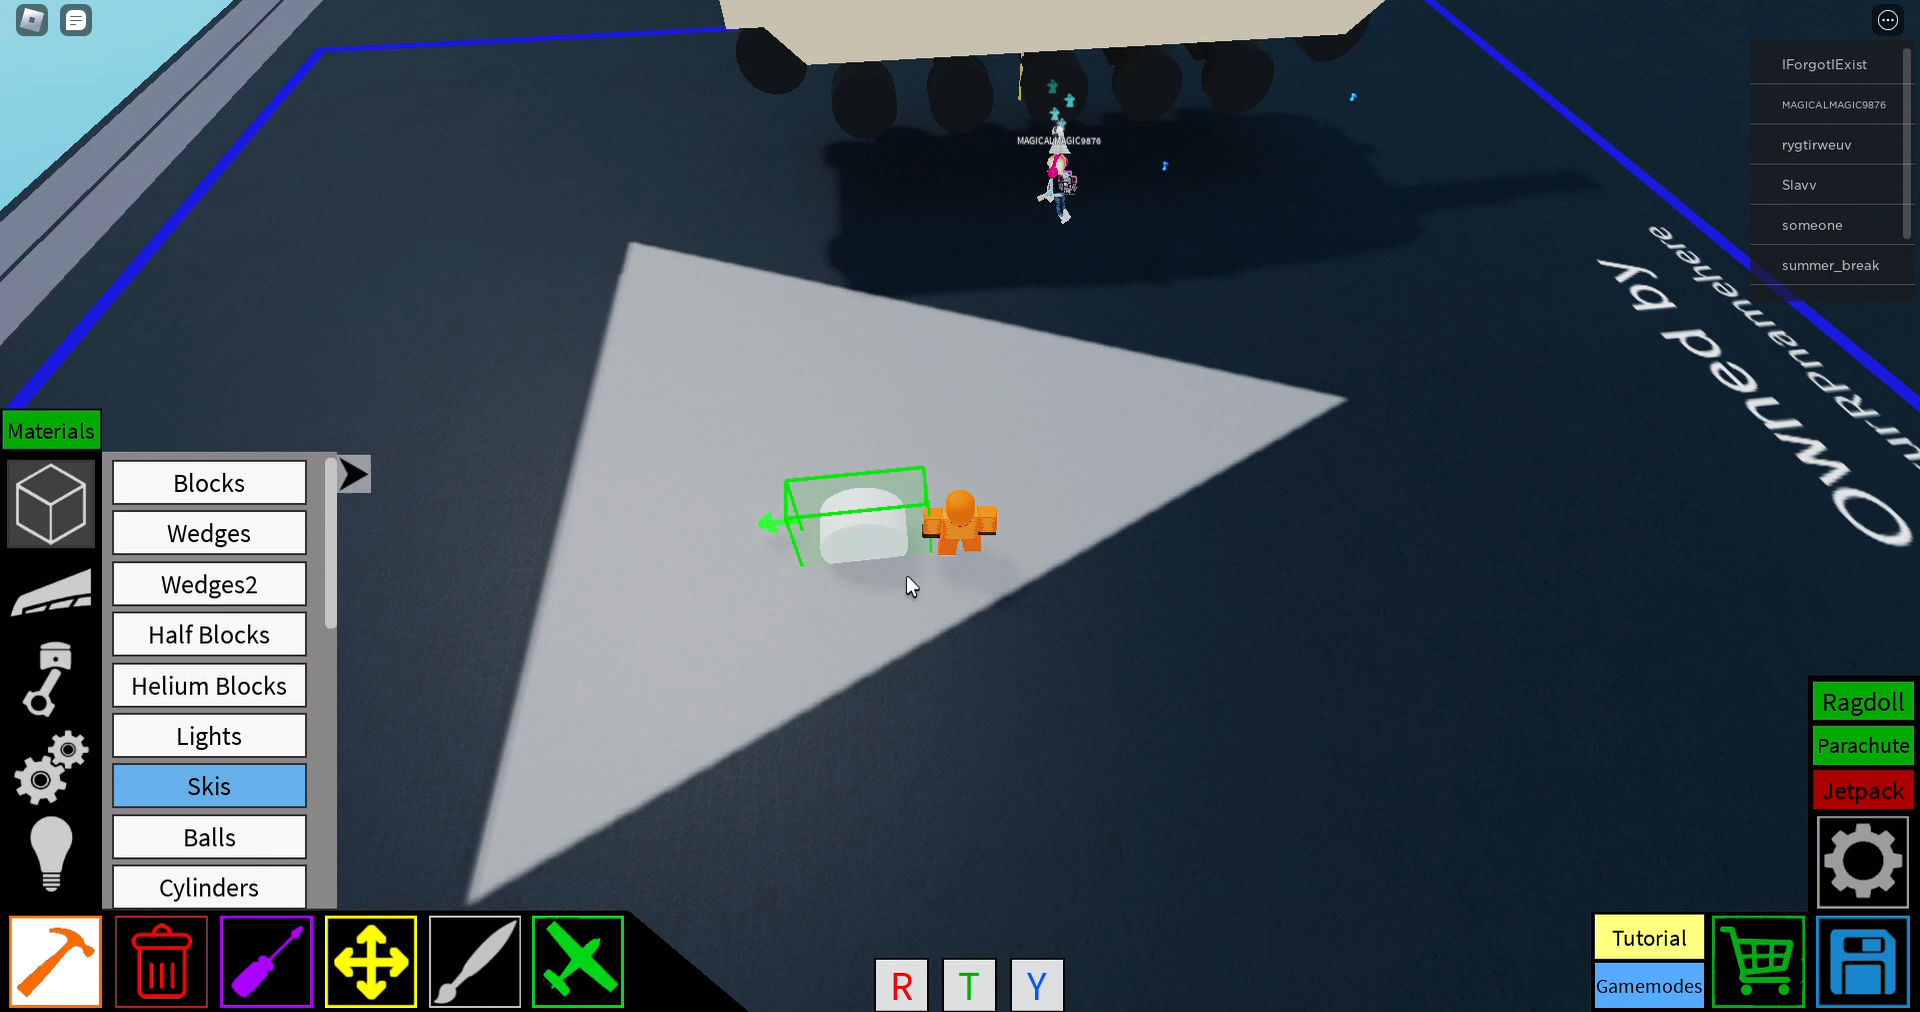 IForgotIExist
MAGICALMAGIC9876
rygtirweuv
Slavv
someone
summer_break
MAGICALMAGIC9876
Owned by
urRPnamehere
Materials
Blocks
Wedges
Wedges2
Half Blocks
Helium Blocks
Lights
Skis
Balls
Cylinders
Ragdoll
Parachute
Jetpack
Tutorial
Gamemodes
R T Y